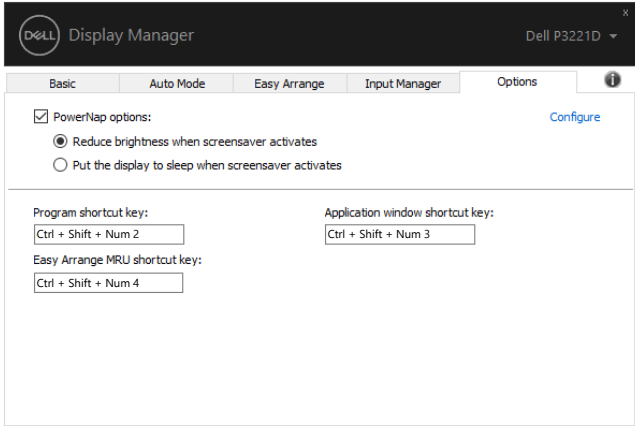 x
DELL Display Manager
Dell P3221D
Basic Auto Mode Easy Arrange Input Manager Options i
PowerNap options: Configure
Reduce brightness when screensaver activates
Put the display to sleep when screensaver activates
Program shortcut key: Application window shortcut key:
Ctrl + Shift + Num 2 Ctrl + Shift + Num 3
Easy Arrange MRU shortcut key:
Ctrl + Shift + Num 4